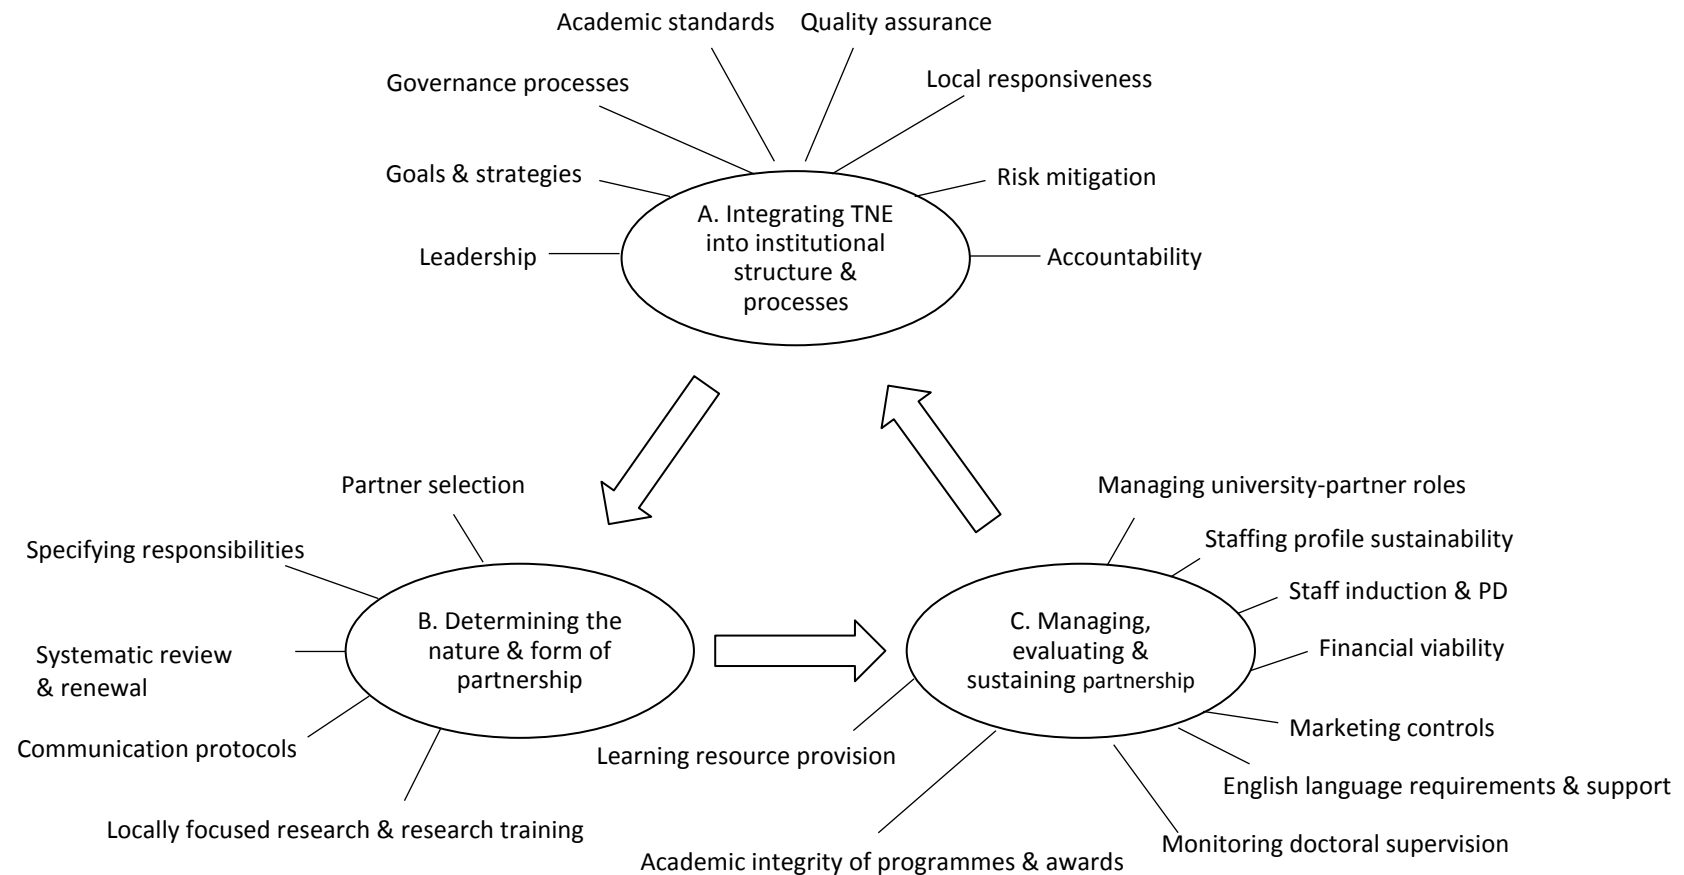 Academic standards
Quality assurance
Governance processes
Local responsiveness
Goals & strategies
Risk mitigation
Leadership
Accountability
A. Integrating TNE
into institutional
structure &
processes
Partner selection
Specifying responsibilities
Systematic review
& renewal
Communication protocols
Locally focused research & research training
B. Determining the
nature & form of
partnership
Managing university-partner roles
Staffing profile sustainability
Staff induction & PD
Financial viability
Marketing controls
English language requirements & support
Monitoring doctoral supervision
C. Managing,
evaluating &
sustaining partnership
Learning resource provision
Academic integrity of programmes & awards